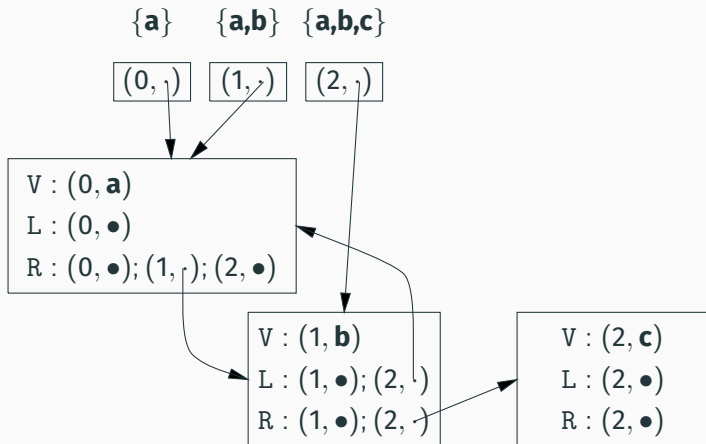 {a} {a,b} {a,b,c}
(0, ·) (1, ·) (2, ·)
V : (0, a)
L : (0, •)
R : (0, •); (1, ·); (2, •)
V : (1, b)
L : (1, •); (2, ·)
R : (1, •); (2, ·)
V : (2, c)
L : (2, •)
R : (2, •)